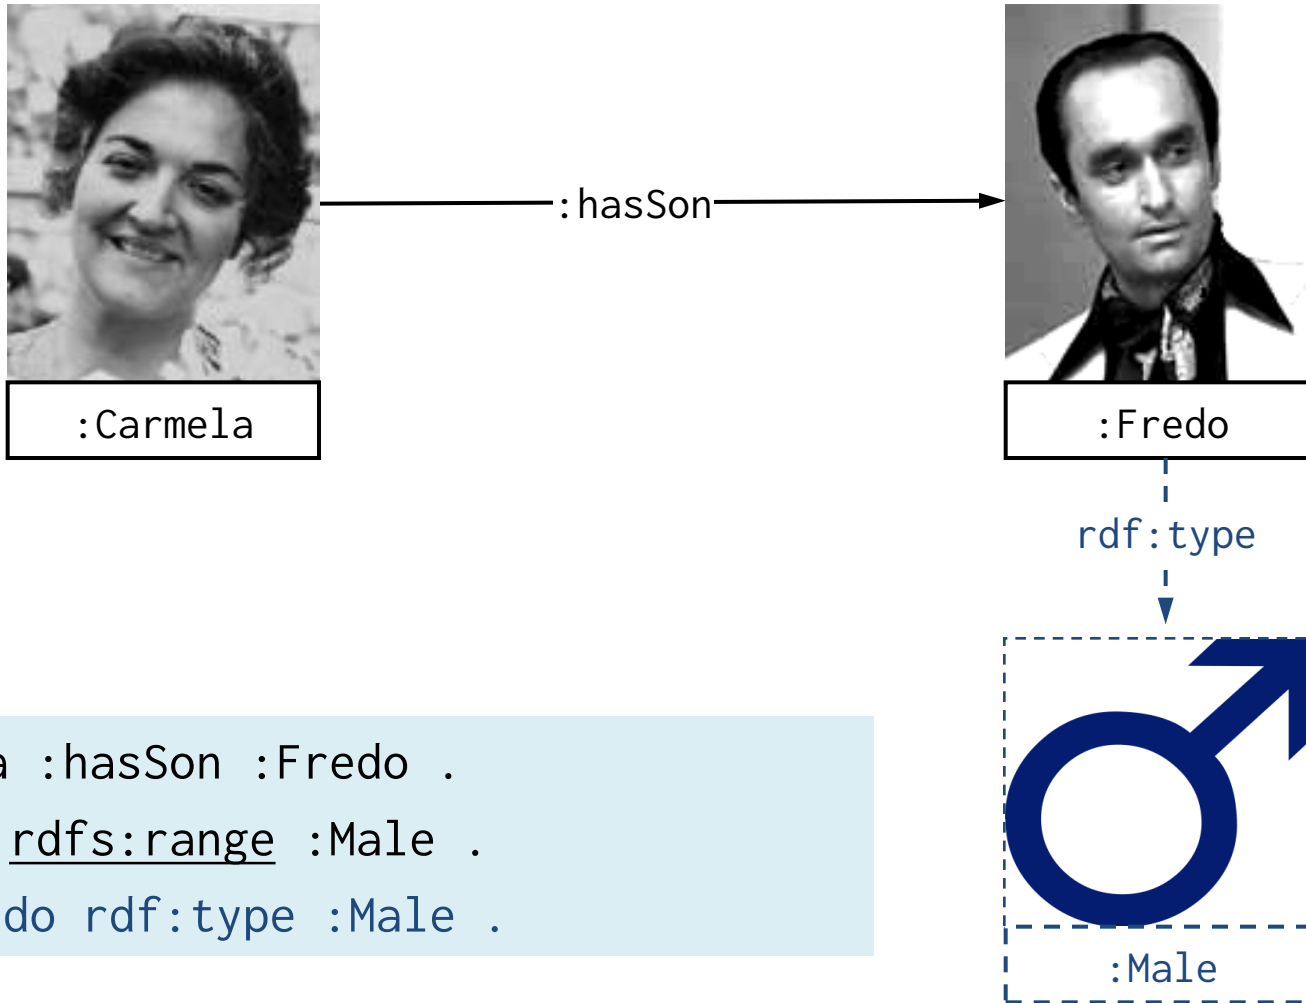 :hasSon
:Carmela
:Fredo
rdf:type
a :hasSon :Fredo .
rdfs:range :Male .
do rdf:type :Male .
:Male